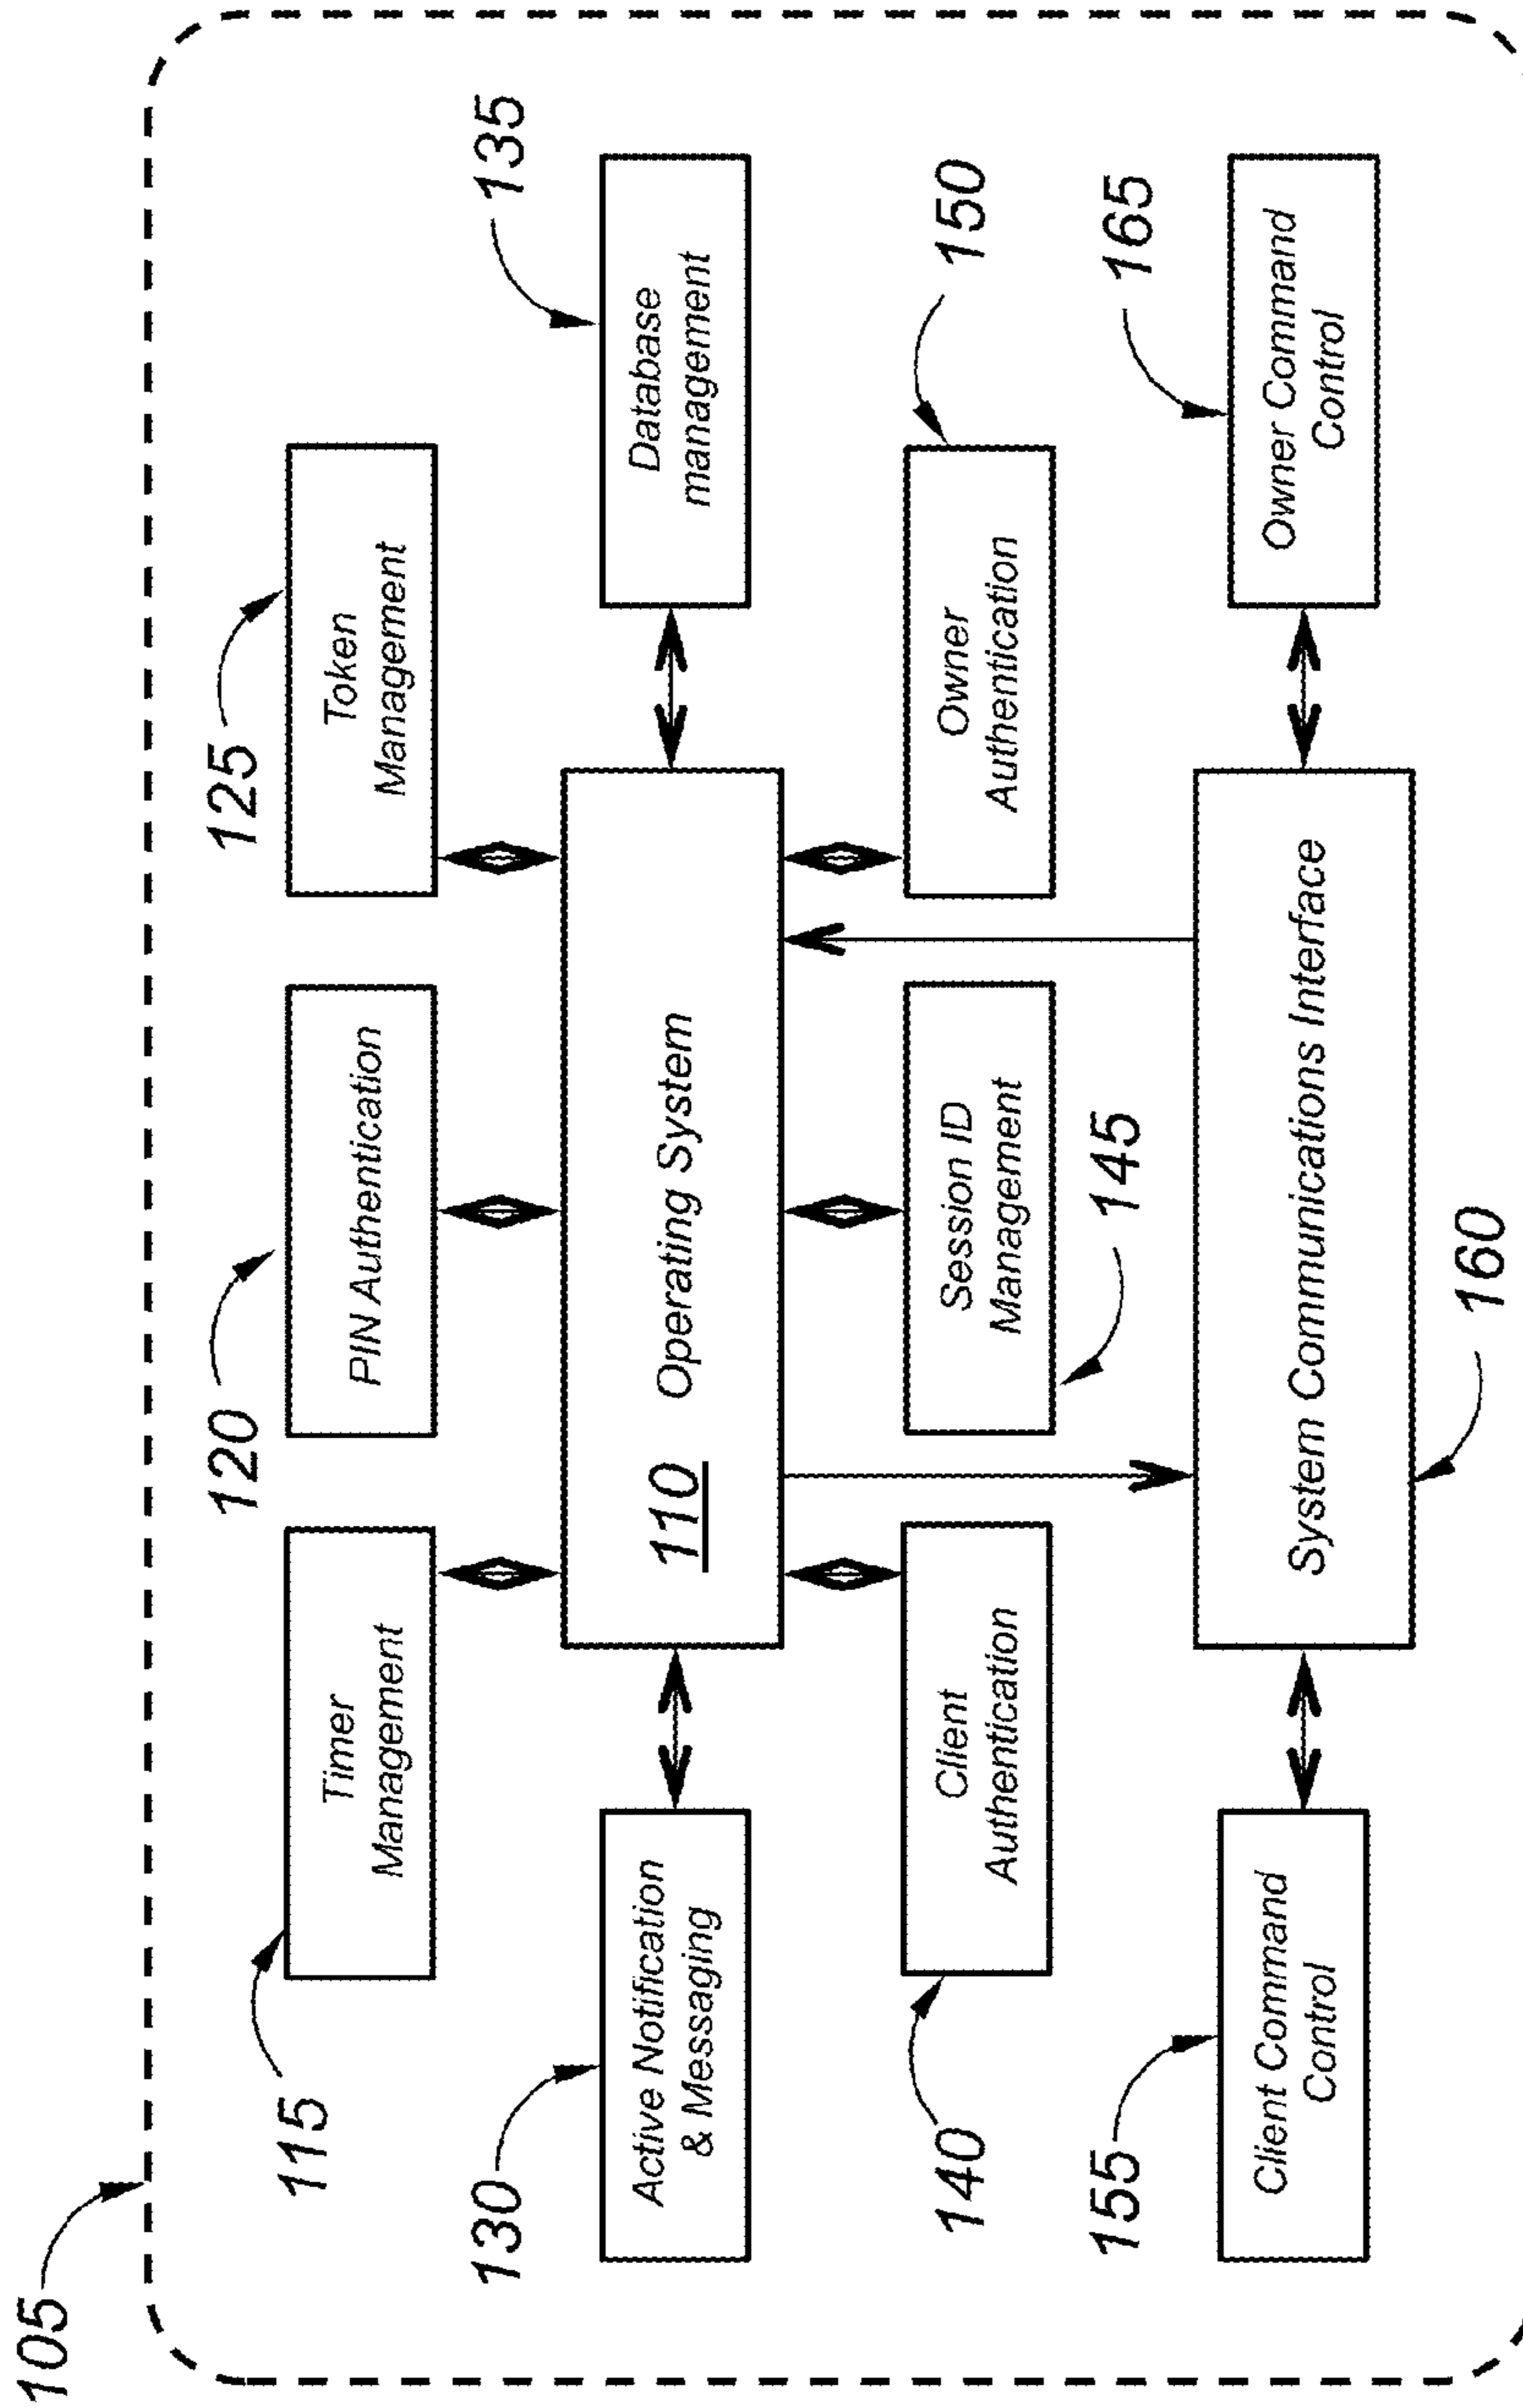 105
115
Timer
Management
120
PIN Authentication
125
Token
Management
130
Active Notification
& Messaging
110 Operating System
135
Database
management
140
Client
Authentication
Session ID
Management
145
150
Owner
Authentication
155
Client Command
Control
System Communications Interface
160
165
Owner Command
Control